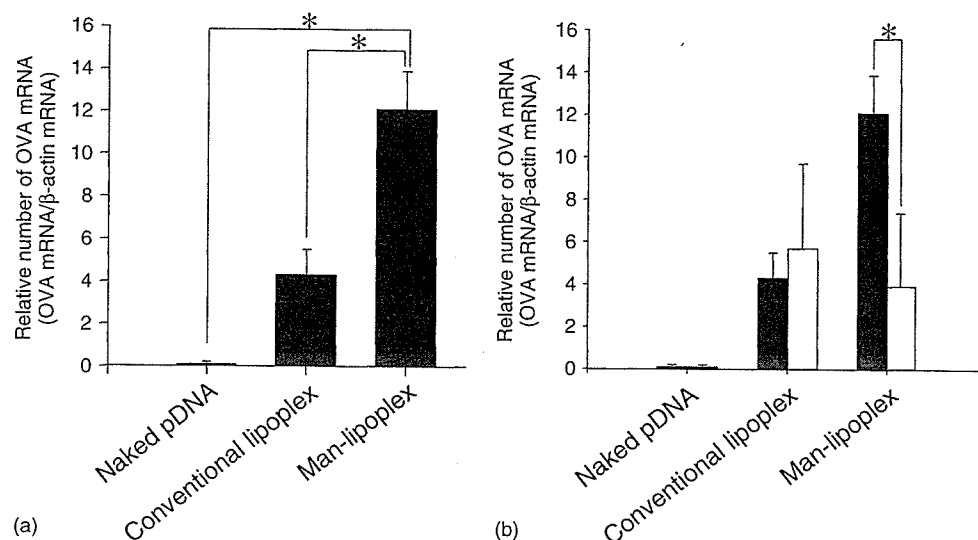 Relative number of OVA mRNA
(OVA mRNA/β-actin mRNA)
16
14
12
10
8
6
4
2
0
*
*
Naked pDNA
Conventional lipoplex
Man-lipoplex
(a)
Relative number of OVA mRNA
(OVA mRNA/β-actin mRNA)
16
14
12
10
8
6
4
2
0
*
Naked pDNA
Conventional lipoplex
Man-lipoplex
(b)